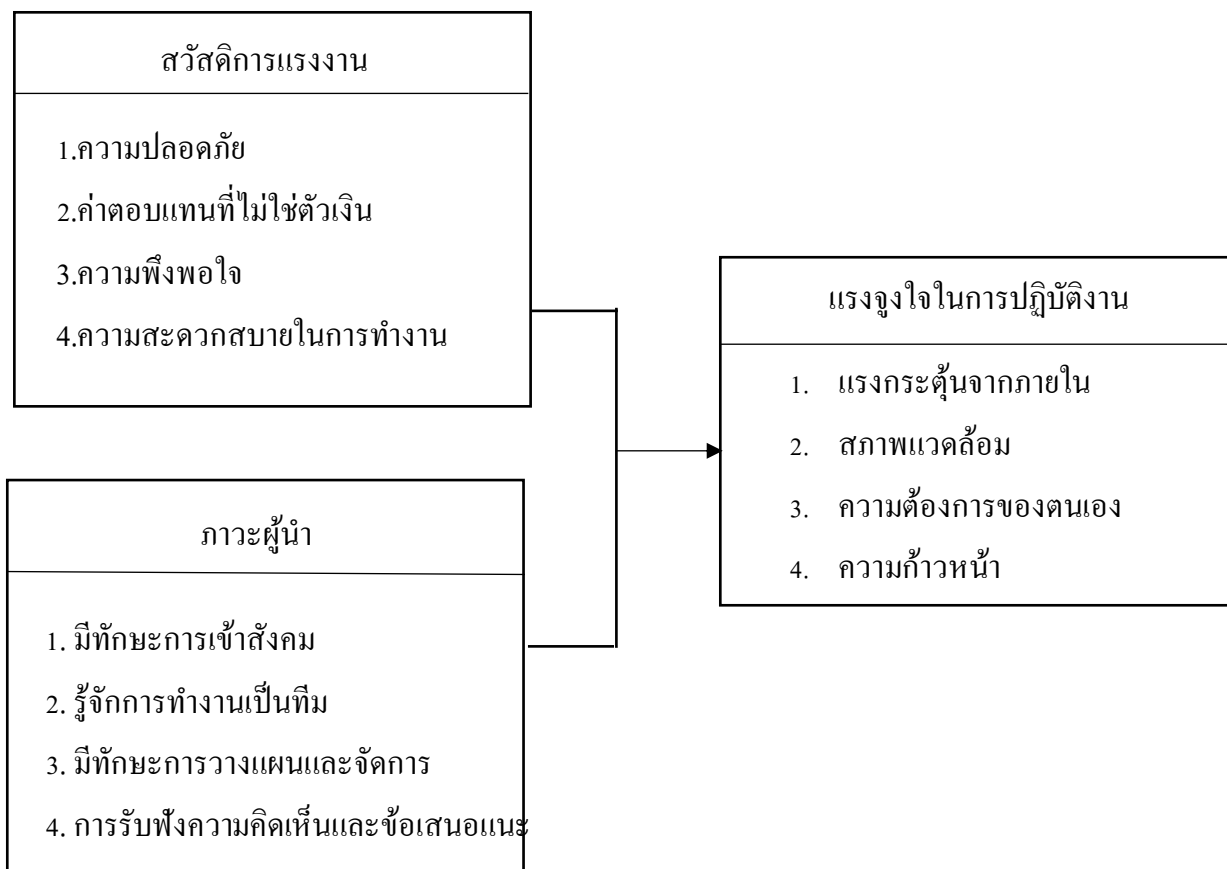 สวัสดิการแรงงาน
1.ความปลอดภัย
2.ค่าตอบแทนที่ไม่ใช่ตัวเงิน
3.ความพึงพอใจ
4.ความสะดวกสบายในการทำงาน
ภาวะผู้นำ
1. มีทักษะการเข้าสังคม
2. รู้จักการทำงานเป็นทีม
3. มีทักษะการวางแผนและจัดการ
4. การรับฟังความคิดเห็นและข้อเสนอแนะ
แรงจูงใจในการปฏิบัติงาน
1. แรงกระตุ้นจากภายใน
2. สภาพแวดล้อม
3. ความต้องการของตนเอง
4. ความก้าวหน้า